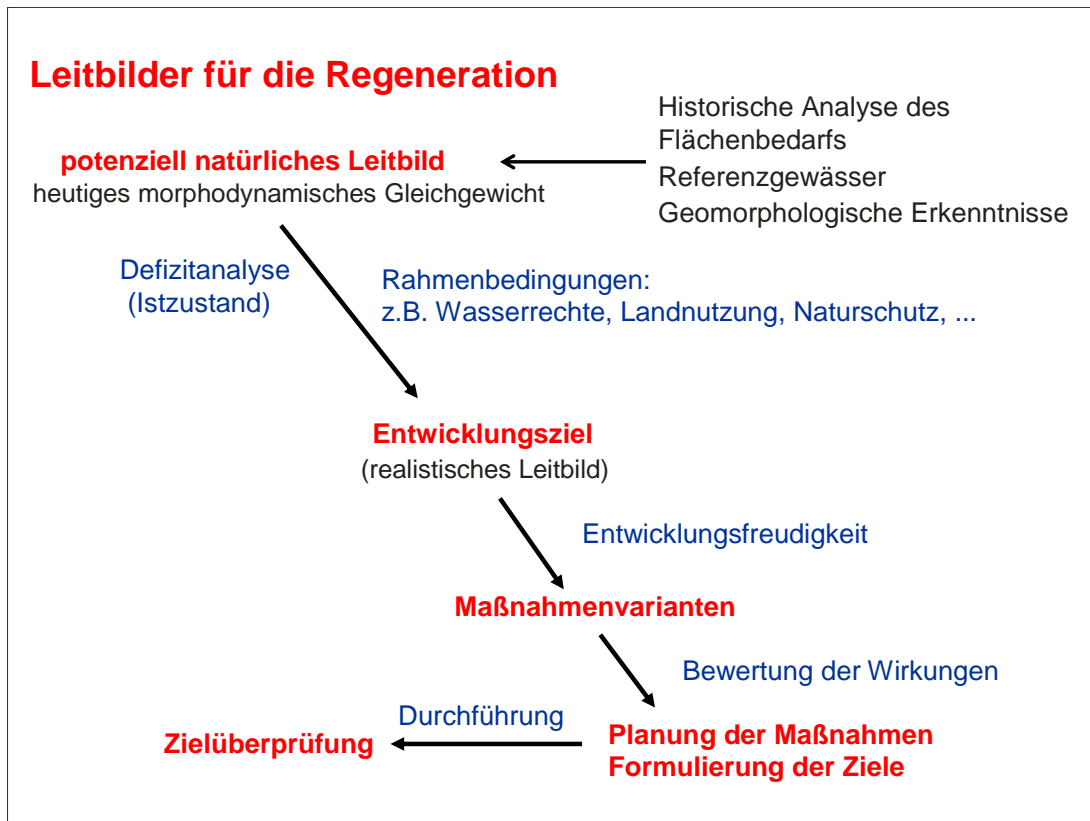 Leitbilder für die Regeneration
Historische Analyse des
Flächenbedarfs
Referenzgewässer
Geomorphologische Erkenntnisse
potenziell natürliches Leitbild
heutiges morphodynamisches Gleichgewicht
Defizitanalyse
(Istzustand)
Rahmenbedingungen:
z.B. Wasserrechte, Landnutzung, Naturschutz, ...
Entwicklungsziel
(realistisches Leitbild)
Entwicklungsfreudigkeit
Maßnahmenvarianten
Bewertung der Wirkungen
Planung der Maßnahmen
Formulierung der Ziele
Durchführung
Zielüberprüfung